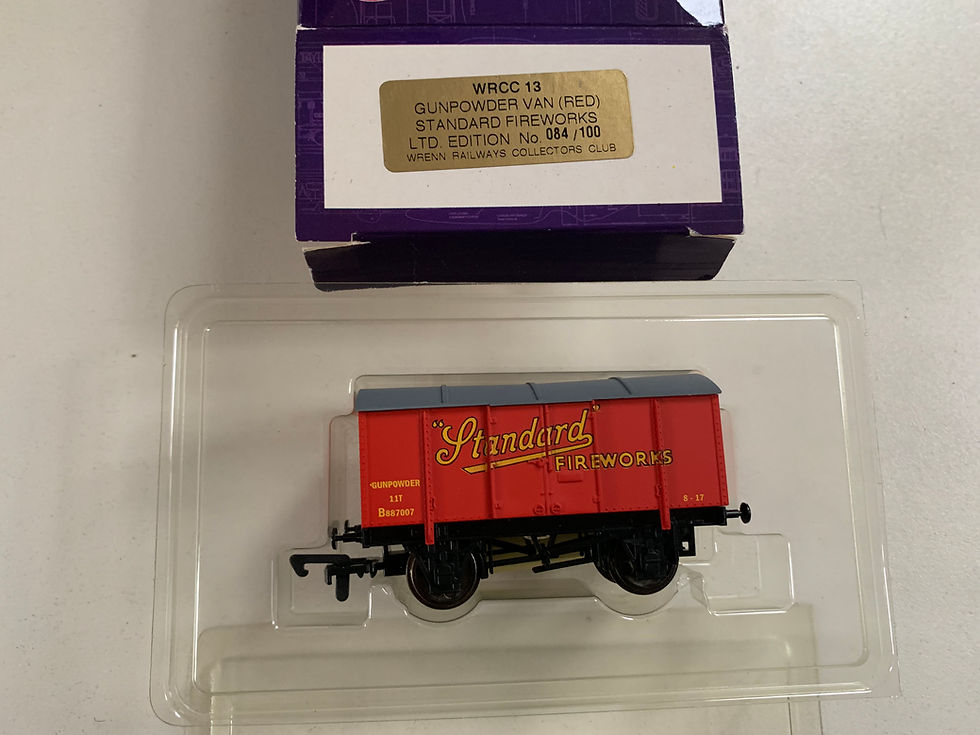 WRCC 13
GUNPOWDER VAN (RED)
STANDARD FIREWORKS
LTD. EDITION No. 084 /100
WRENN RAILWAYS COLLECTORS CLUB
"Standard"
FIREWORKS
GUNPOWDER
11T
B887007
8-17